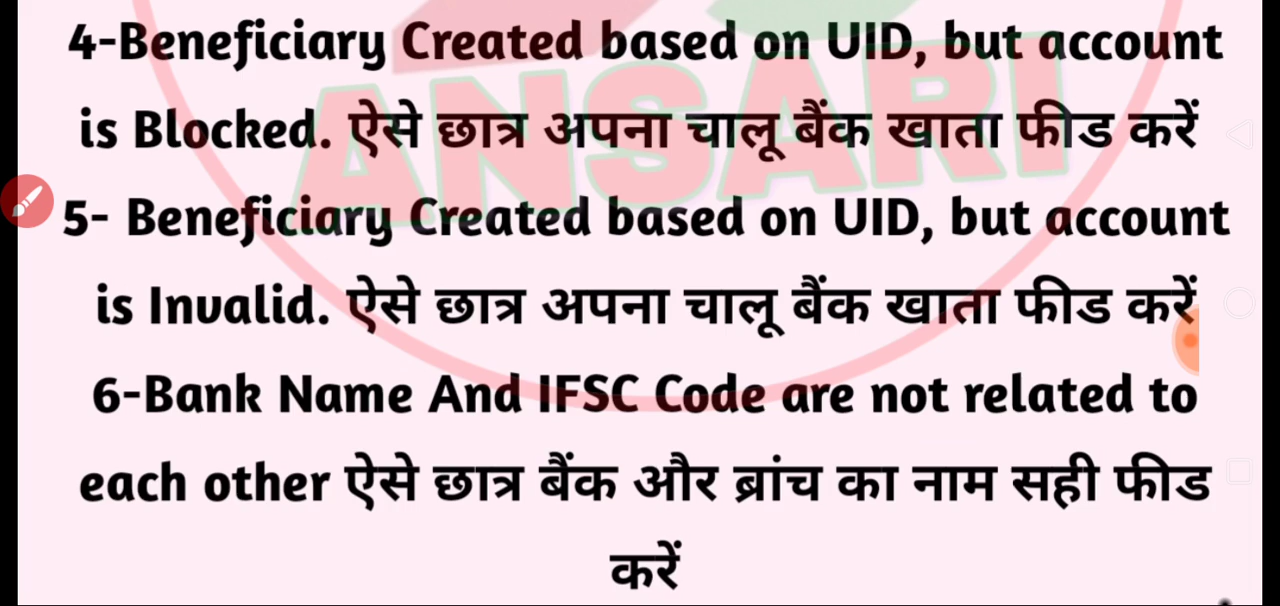 4-Beneficiary Created based on UID, but account
is Blocked. ऐसे छात्र अपना चालू बैंक खाता फीड करें
5- Beneficiary Created based on UID, but account
is Invalid. ऐसे छात्र अपना चालू बैंक खाता फीड करें
6-Bank Name And IFSC Code are not related to
each other ऐसे छात्र बैंक और ब्रांच का नाम सही फीड
करें
ANSARI